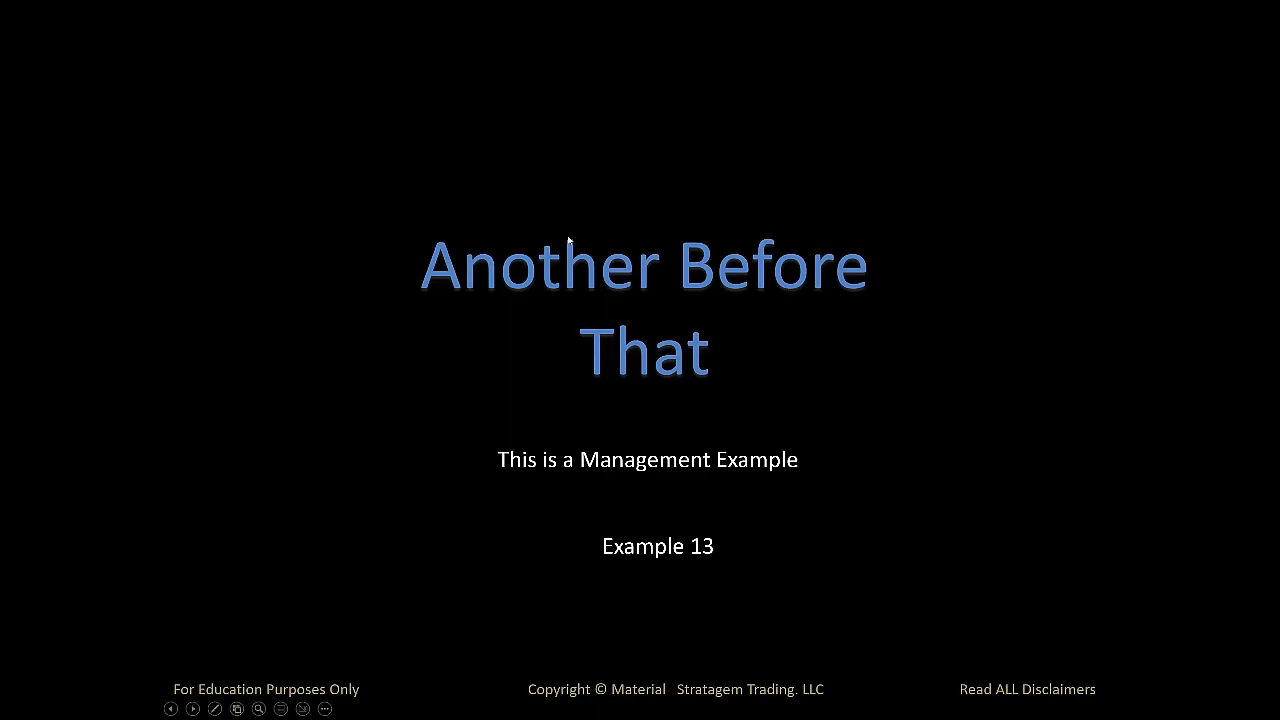 Another Before
That
This is a Management Example
Example 13
For Education Purposes Only
Copyright © Material Stratagem Trading. LLC
Read ALL Disclaimers